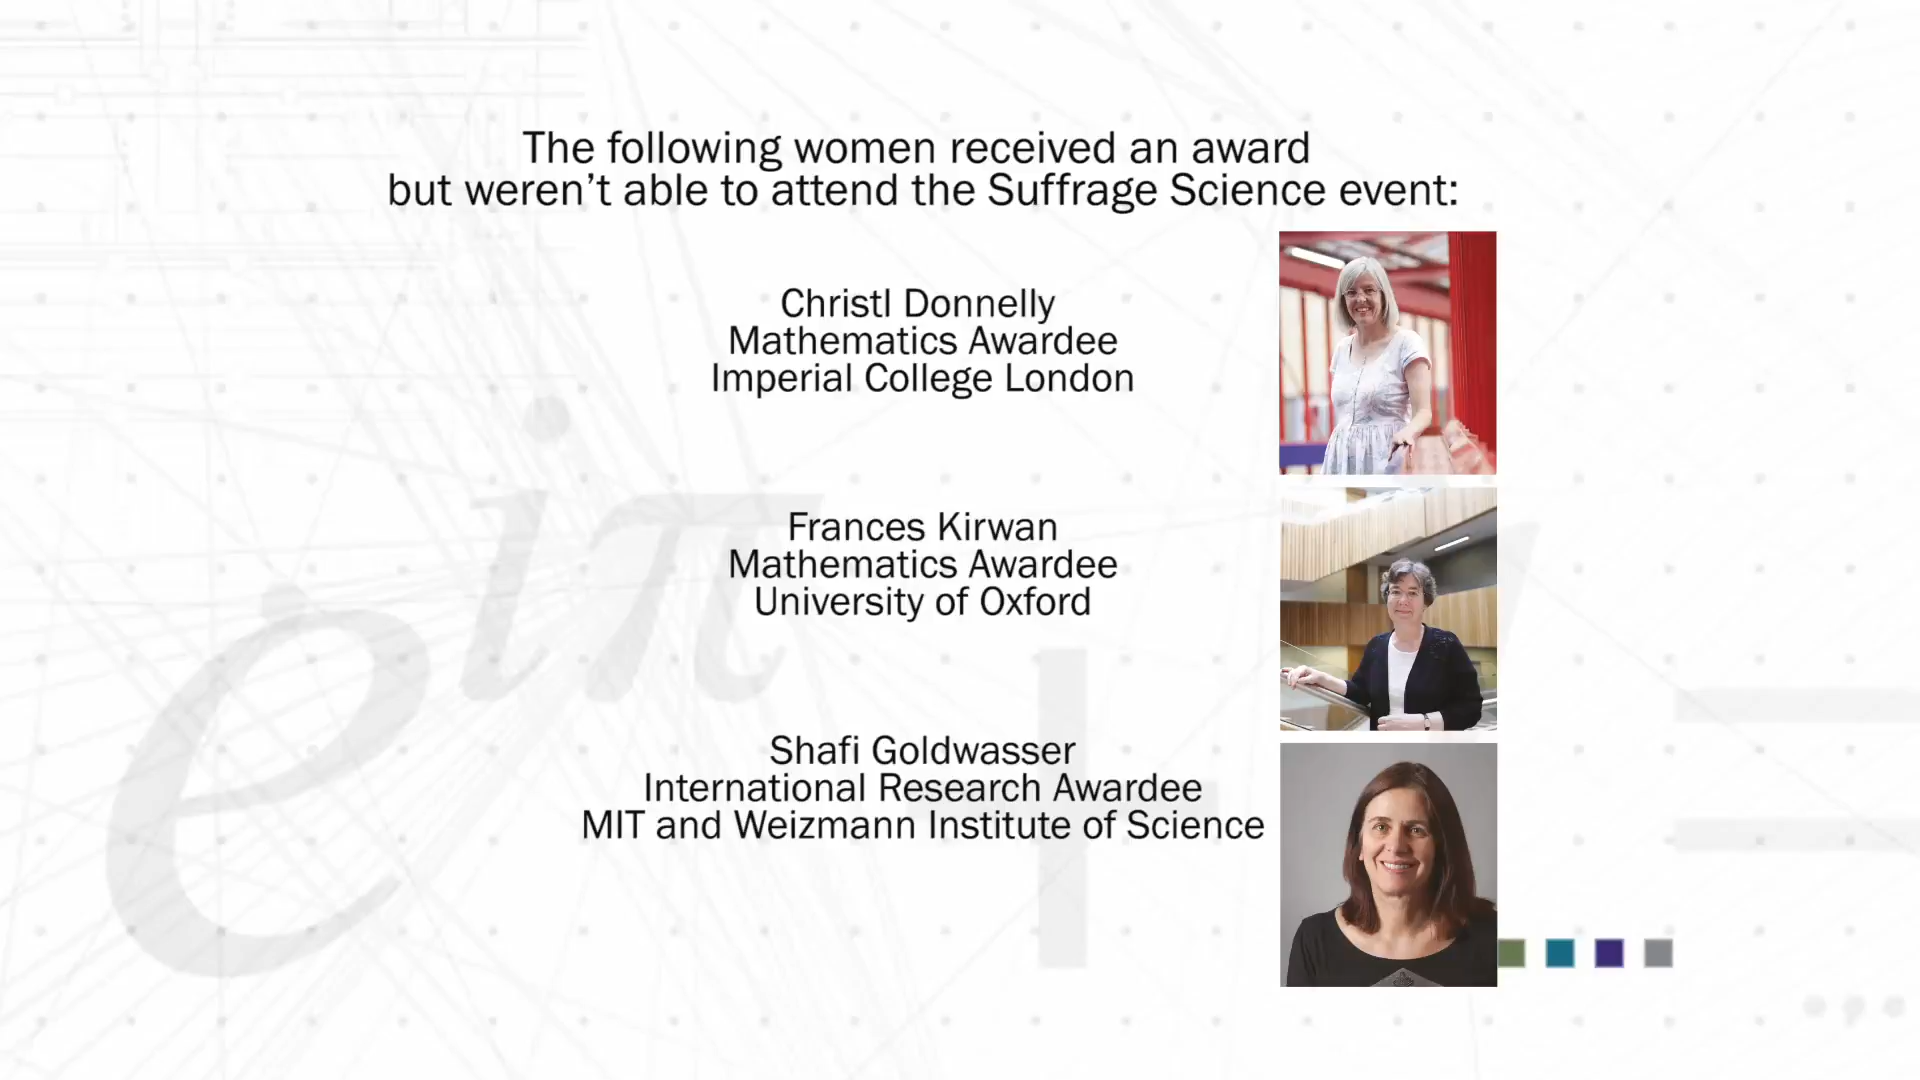 The following women received an award
but weren’t able to attend the Suffrage Science event:
Christl Donnelly
Mathematics Awardee
Imperial College London
Frances Kirwan
Mathematics Awardee
University of Oxford
Shafi Goldwasser
International Research Awardee
MIT and Weizmann Institute of Science
e^{iπ} + 1 =